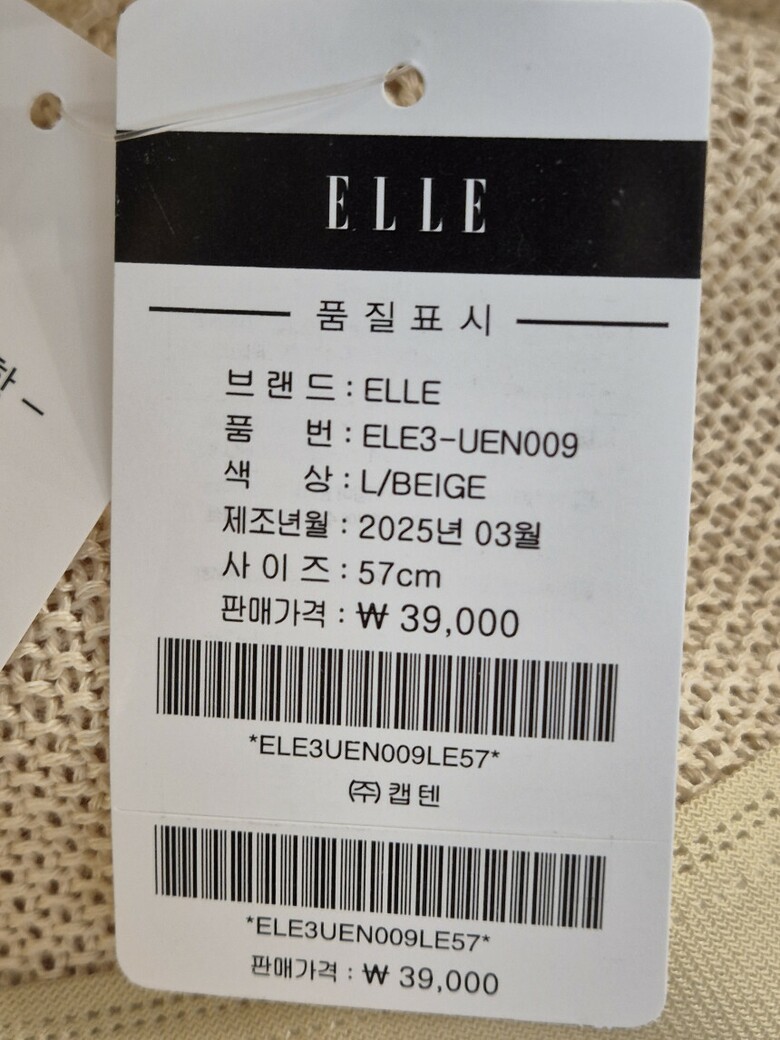 ELLE
품질표시
브랜드 : ELLE
품 번 : ELE3-UEN009
색 상 : L/BEIGE
제조년월 : 2025년 03월
사이즈 : 57cm
판매가격 : ₩ 39,000
*ELE3UEN009LE57*
㈜ 캡텐
*ELE3UEN009LE57*
판매가격 : ₩ 39,000